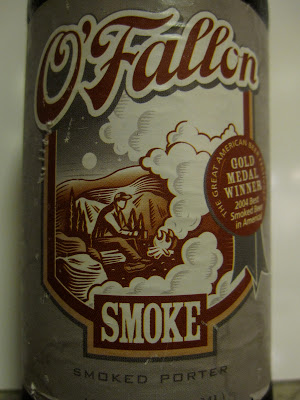 O'Fallon
THE GREAT AMERICAN BEER
GOLD
MEDAL
WINNER
2004 Best
Smoked Beer
in America
SMOKE
SMOKED PORTER